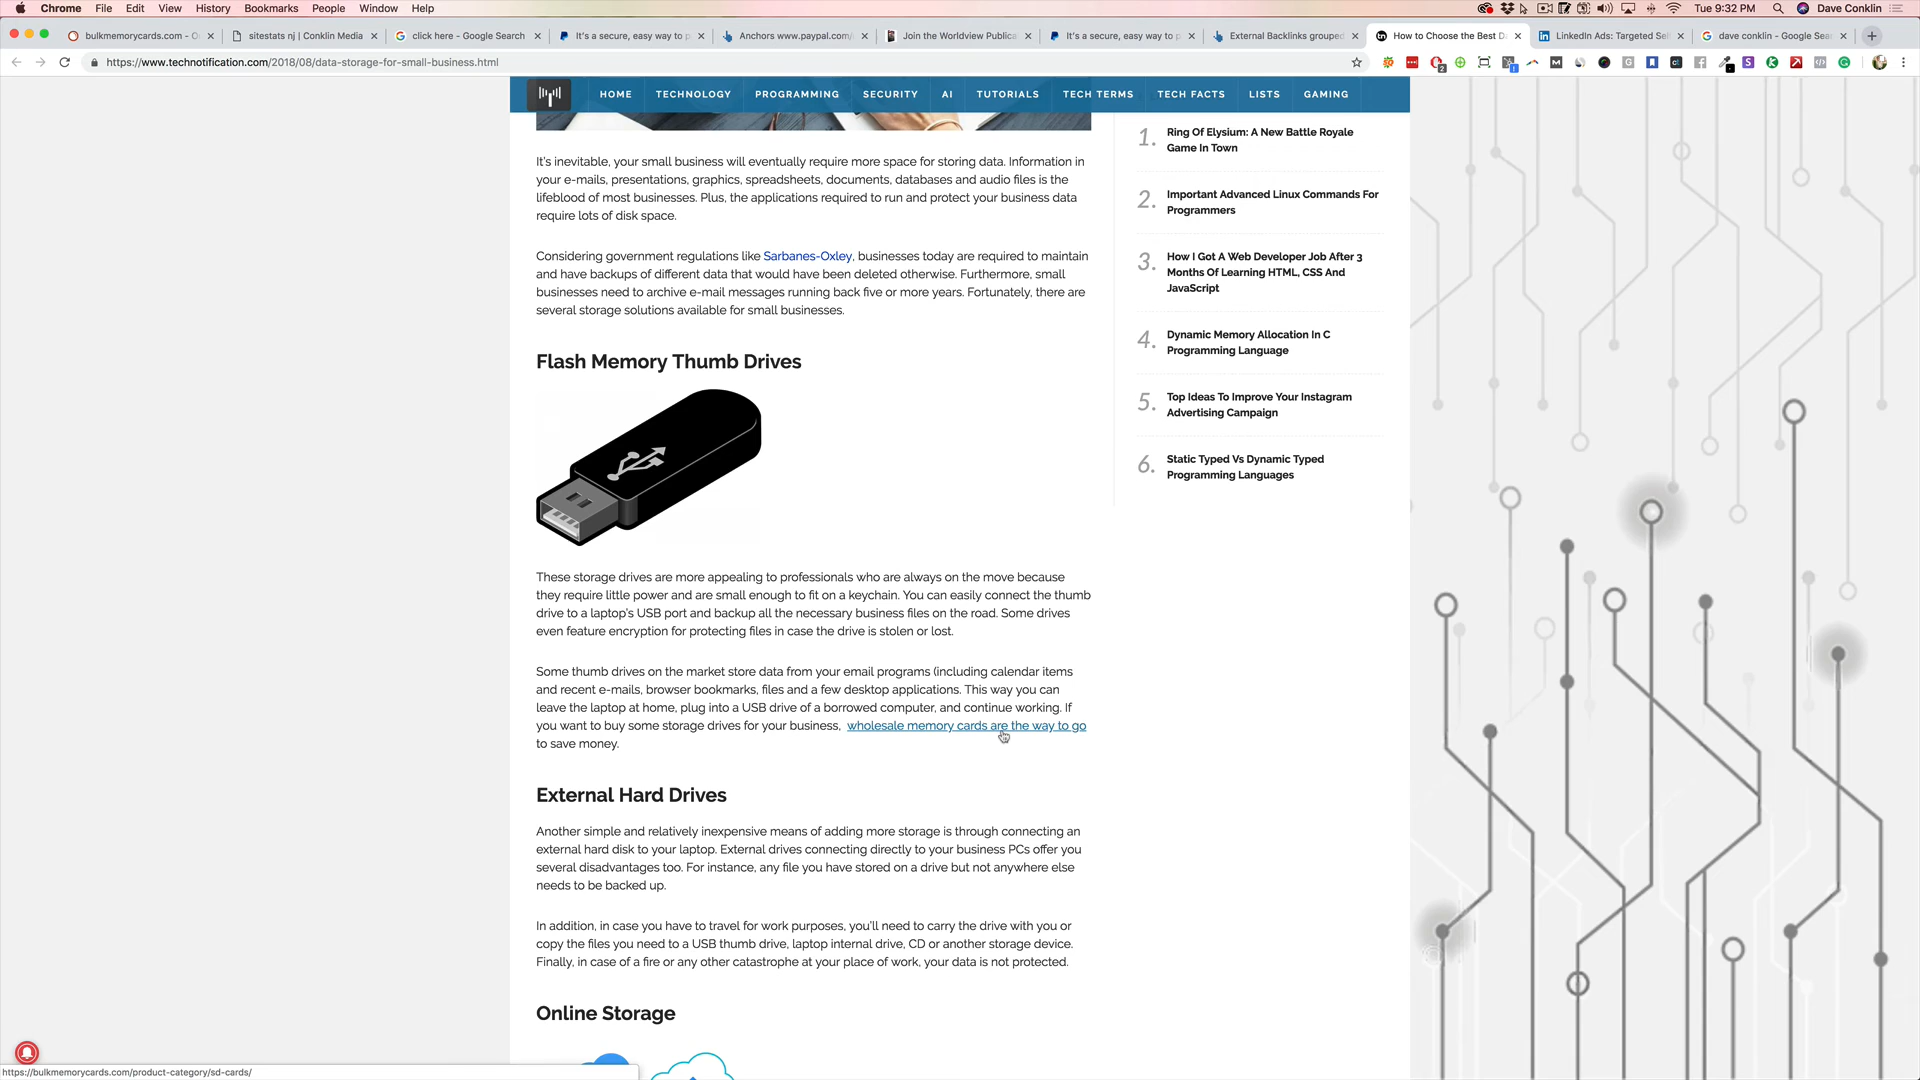 Chrome File Edit View History Bookmarks People Window Help
Tue 9:32 PM Dave Conklin
bulkmemorycards.com - O
sitestats nj | Conklin Media
click here - Google Search
It's a secure, easy way to p
Anchors www.paypal.com/
Join the Worldview Publica
It's a secure, easy way to p
External Backlinks grouped
How to Choose the Best D
LinkedIn Ads: Targeted Sel
dave conklin - Google Sea
https://www.technotification.com/2018/08/data-storage-for-small-business.html
HOME TECHNOLOGY PROGRAMMING SECURITY AI TUTORIALS TECH TERMS TECH FACTS LISTS GAMING
It's inevitable, your small business will eventually require more space for storing data. Information in
your e-mails, presentations, graphics, spreadsheets, documents, databases and audio files is the
lifeblood of most businesses. Plus, the applications required to run and protect your business data
require lots of disk space.
Considering government regulations like Sarbanes-Oxley, businesses today are required to maintain
and have backups of different data that would have been deleted otherwise. Furthermore, small
businesses need to archive e-mail messages running back five or more years. Fortunately, there are
several storage solutions available for small businesses.
Flash Memory Thumb Drives
These storage drives are more appealing to professionals who are always on the move because
they require little power and are small enough to fit on a keychain. You can easily connect the thumb
drive to a laptop's USB port and backup all the necessary business files on the road. Some drives
even feature encryption for protecting files in case the drive is stolen or lost.
Some thumb drives on the market store data from your email programs (including calendar items
and recent e-mails, browser bookmarks, files and a few desktop applications. This way you can
leave the laptop at home, plug into a USB drive of a borrowed computer, and continue working. If
you want to buy some storage drives for your business, wholesale memory cards are the way to go
to save money.
External Hard Drives
Another simple and relatively inexpensive means of adding more storage is through connecting an
external hard disk to your laptop. External drives connecting directly to your business PCs offer you
several disadvantages too. For instance, any file you have stored on a drive but not anywhere else
needs to be backed up.
In addition, in case you have to travel for work purposes, you'll need to carry the drive with you or
copy the files you need to a USB thumb drive, laptop internal drive, CD or another storage device.
Finally, in case of a fire or any other catastrophe at your place of work, your data is not protected.
Online Storage
1. Ring Of Elysium: A New Battle Royale
Game In Town
2. Important Advanced Linux Commands For
Programmers
3. How I Got A Web Developer Job After 3
Months Of Learning HTML, CSS And
JavaScript
4. Dynamic Memory Allocation In C
Programming Language
5. Top Ideas To Improve Your Instagram
Advertising Campaign
6. Static Typed Vs Dynamic Typed
Programming Languages
https://bulkmemorycards.com/product-category/sd-cards/